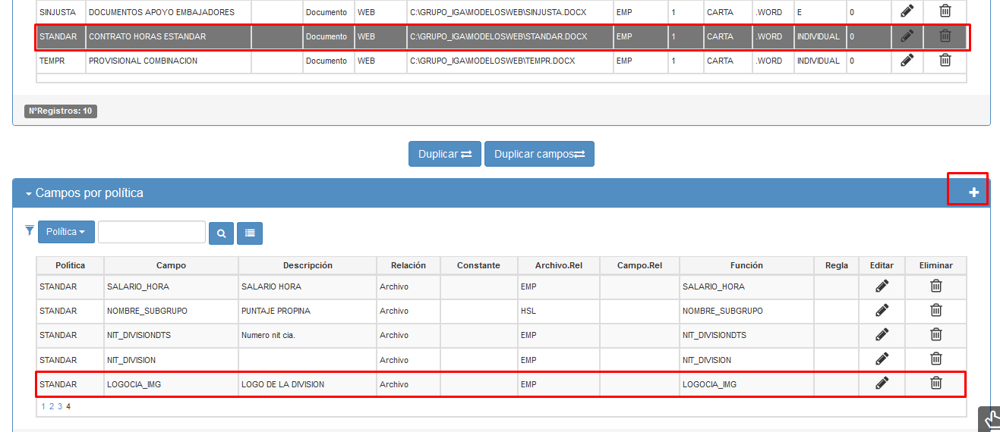 SINJUSTA DOCUMENTOS APOYO EMBAJADORES Documento WEB C:\GRUPO_IGA\MODELOSWEB\SINJUSTA.DOCX EMP 1 CARTA .WORD E 0
STANDAR CONTRATO HORAS ESTANDAR Documento WEB C:\GRUPO_IGA\MODELOSWEB\STANDAR.DOCX EMP 1 CARTA .WORD INDIVIDUAL 0
TEMPR PROVISIONAL COMBINACION Documento WEB C:\GRUPO_IGA\MODELOSWEB\TEMPR.DOCX EMP 1 CARTA .WORD INDIVIDUAL 0
NºRegistros: 10
Duplicar Duplicar campos
Campos por política
Política
Política Campo Descripción Relación Constante Archivo.Rel Campo.Rel Función Regla Editar Eliminar
STANDAR SALARIO_HORA SALARIO HORA Archivo EMP SALARIO_HORA
STANDAR NOMBRE_SUBGRUPO PUNTAJE PROPINA Archivo HSL NOMBRE_SUBGRUPO
STANDAR NIT_DIVISIONDTS Numero nit cia. Archivo EMP NIT_DIVISIONDTS
STANDAR NIT_DIVISION Archivo EMP NIT_DIVISION
STANDAR LOGOCIA_IMG LOGO DE LA DIVISION Archivo EMP LOGOCIA_IMG
1 2 3 4